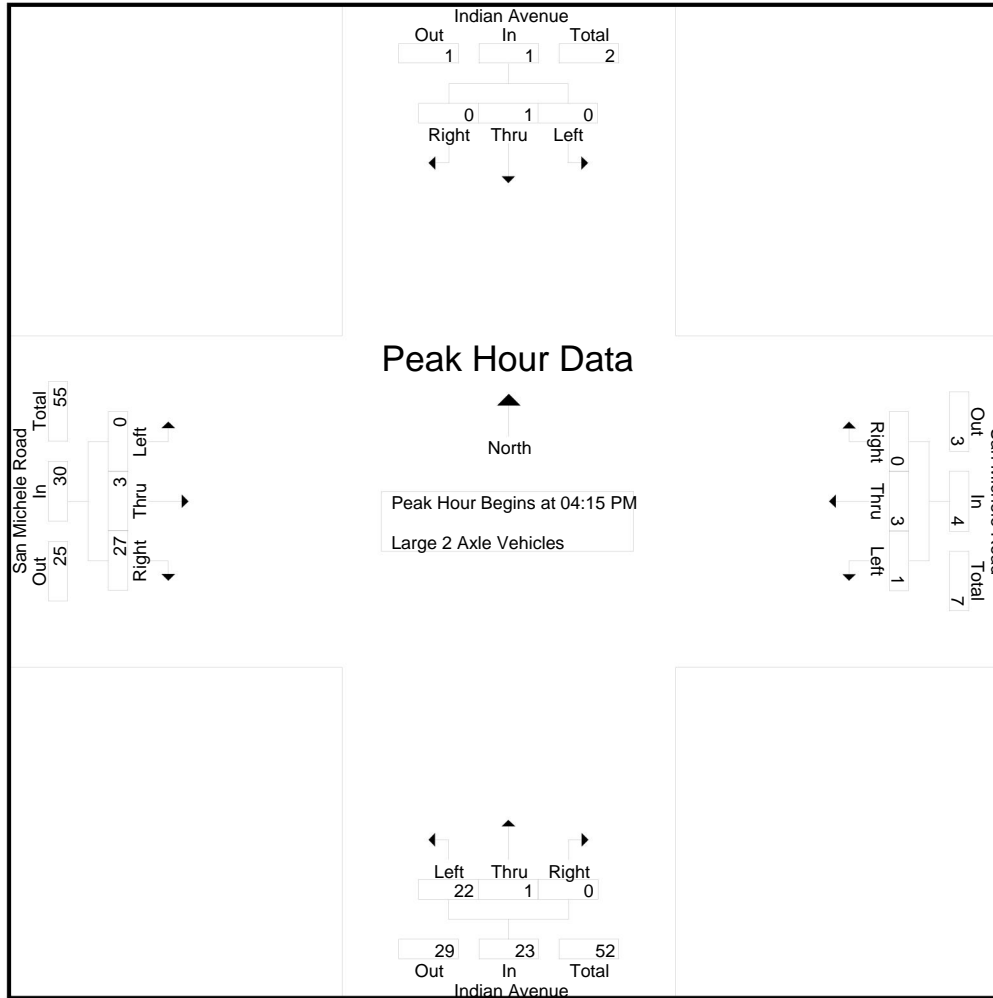 Indian Avenue
Out In Total
1 1 2
0 1 0
Right Thru Left
Peak Hour Data
North
Peak Hour Begins at 04:15 PM
Large 2 Axle Vehicles
San Michele Road
Total In Out
55 30 25
0 3 27
Left Thru Right
Right Thru Left
0 3 1
3 4 7
Out In Total
Left Thru Right
22 1 0
29 23 52
Out In Total
Indian Avenue